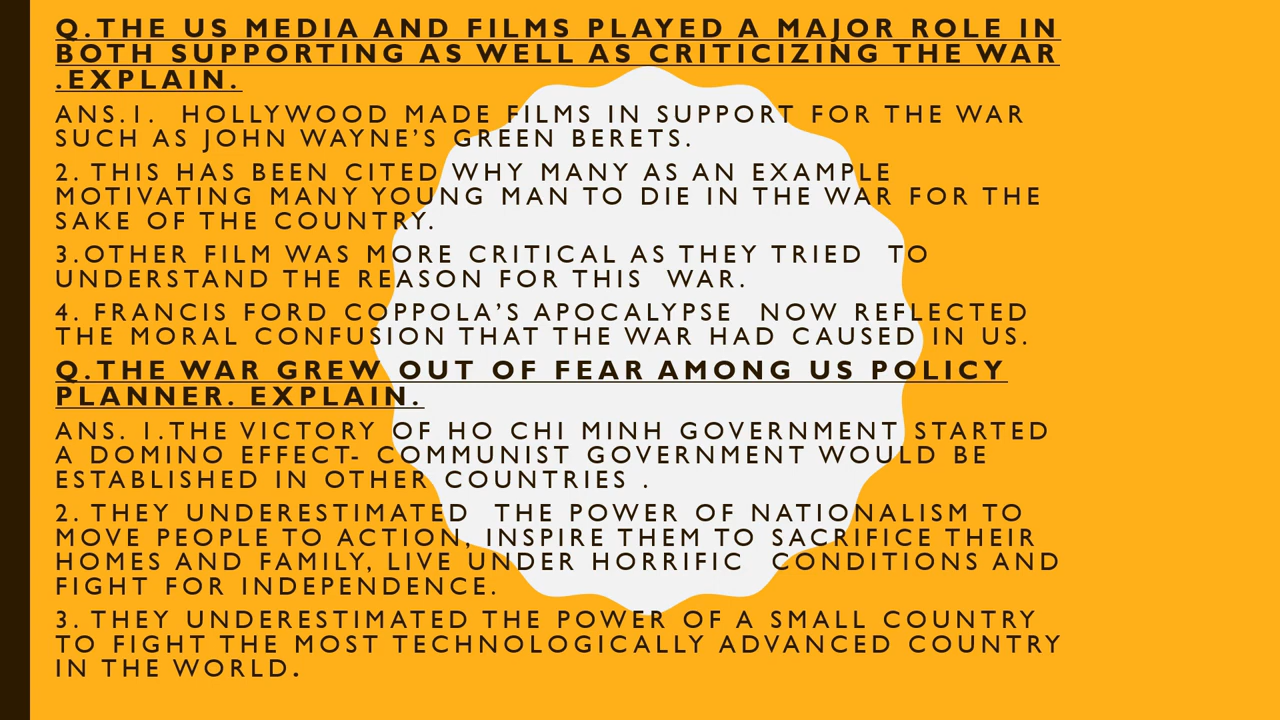 Q.THE US MEDIA AND FILMS PLAYED A MAJOR ROLE IN
BOTH SUPPORTING AS WELL AS CRITICIZING THE WAR
.EXPLAIN.
ANS.1. HOLLYWOOD MADE FILMS IN SUPPORT FOR THE WAR
SUCH AS JOHN WAYNE'S GREEN BERETS.
2. THIS HAS BEEN CITED WHY MANY AS AN EXAMPLE
MOTIVATING MANY YOUNG MAN TO DIE IN THE WAR FOR THE
SAKE OF THE COUNTRY.
3.OTHER FILM WAS MORE CRITICAL AS THEY TRIED TO
UNDERSTAND THE REASON FOR THIS WAR.
4. FRANCIS FORD COPPOLA'S APOCALYPSE NOW REFLECTED
THE MORAL CONFUSION THAT THE WAR HAD CAUSED IN US.
Q.THE WAR GREW OUT OF FEAR AMONG US POLICY
PLANNER. EXPLAIN.
ANS. 1.THE VICTORY OF HO CHI MINH GOVERNMENT STARTED
A DOMINO EFFECT- COMMUNIST GOVERNMENT WOULD BE
ESTABLISHED IN OTHER COUNTRIES .
2. THEY UNDERESTIMATED THE POWER OF NATIONALISM TO
MOVE PEOPLE TO ACTION, INSPIRE THEM TO SACRIFICE THEIR
HOMES AND FAMILY, LIVE UNDER HORRIFIC CONDITIONS AND
FIGHT FOR INDEPENDENCE.
3. THEY UNDERESTIMATED THE POWER OF A SMALL COUNTRY
TO FIGHT THE MOST TECHNOLOGICALLY ADVANCED COUNTRY
IN THE WORLD.